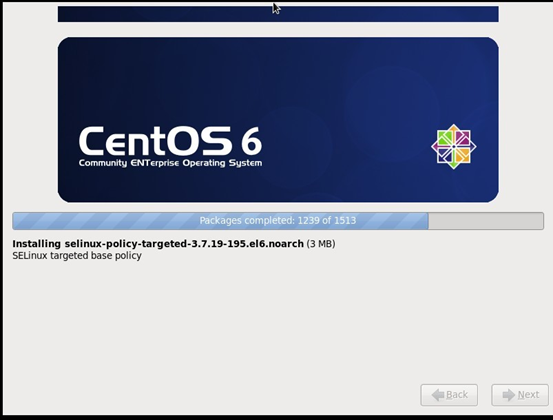 CentOS 6
Community ENTerprise Operating System
Packages completed: 1239 of 1513
Installing selinux-policy-targeted-3.7.19-195.el6.noarch (3 MB)
SELinux targeted base policy
Back Next